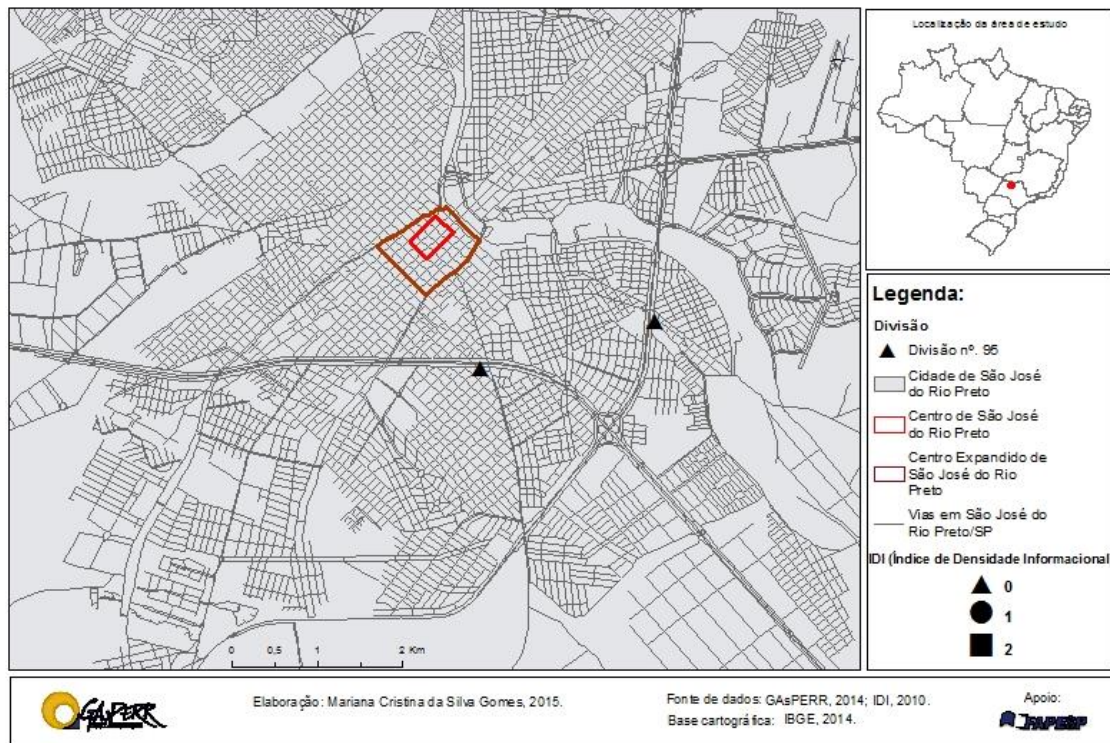 Localização da área de estudo
Legenda:
Divisão
Divisão nº. 95
Cidade de São José
do Rio Preto
Centro de São José
do Rio Preto
Centro Expandido de
São José do Rio
Preto
Vias em São José do
Rio Preto/SP
IDI (Índice de Densidade Informacional
0
1
2
0 0,5 1 2 Km
GAsPERR
Elaboração: Mariana Cristina da Silva Gomes, 2015.
Fonte de dados: GAsPERR, 2014; IDI, 2010.
Base cartográfica: IBGE, 2014.
Apoio:
FAPESP